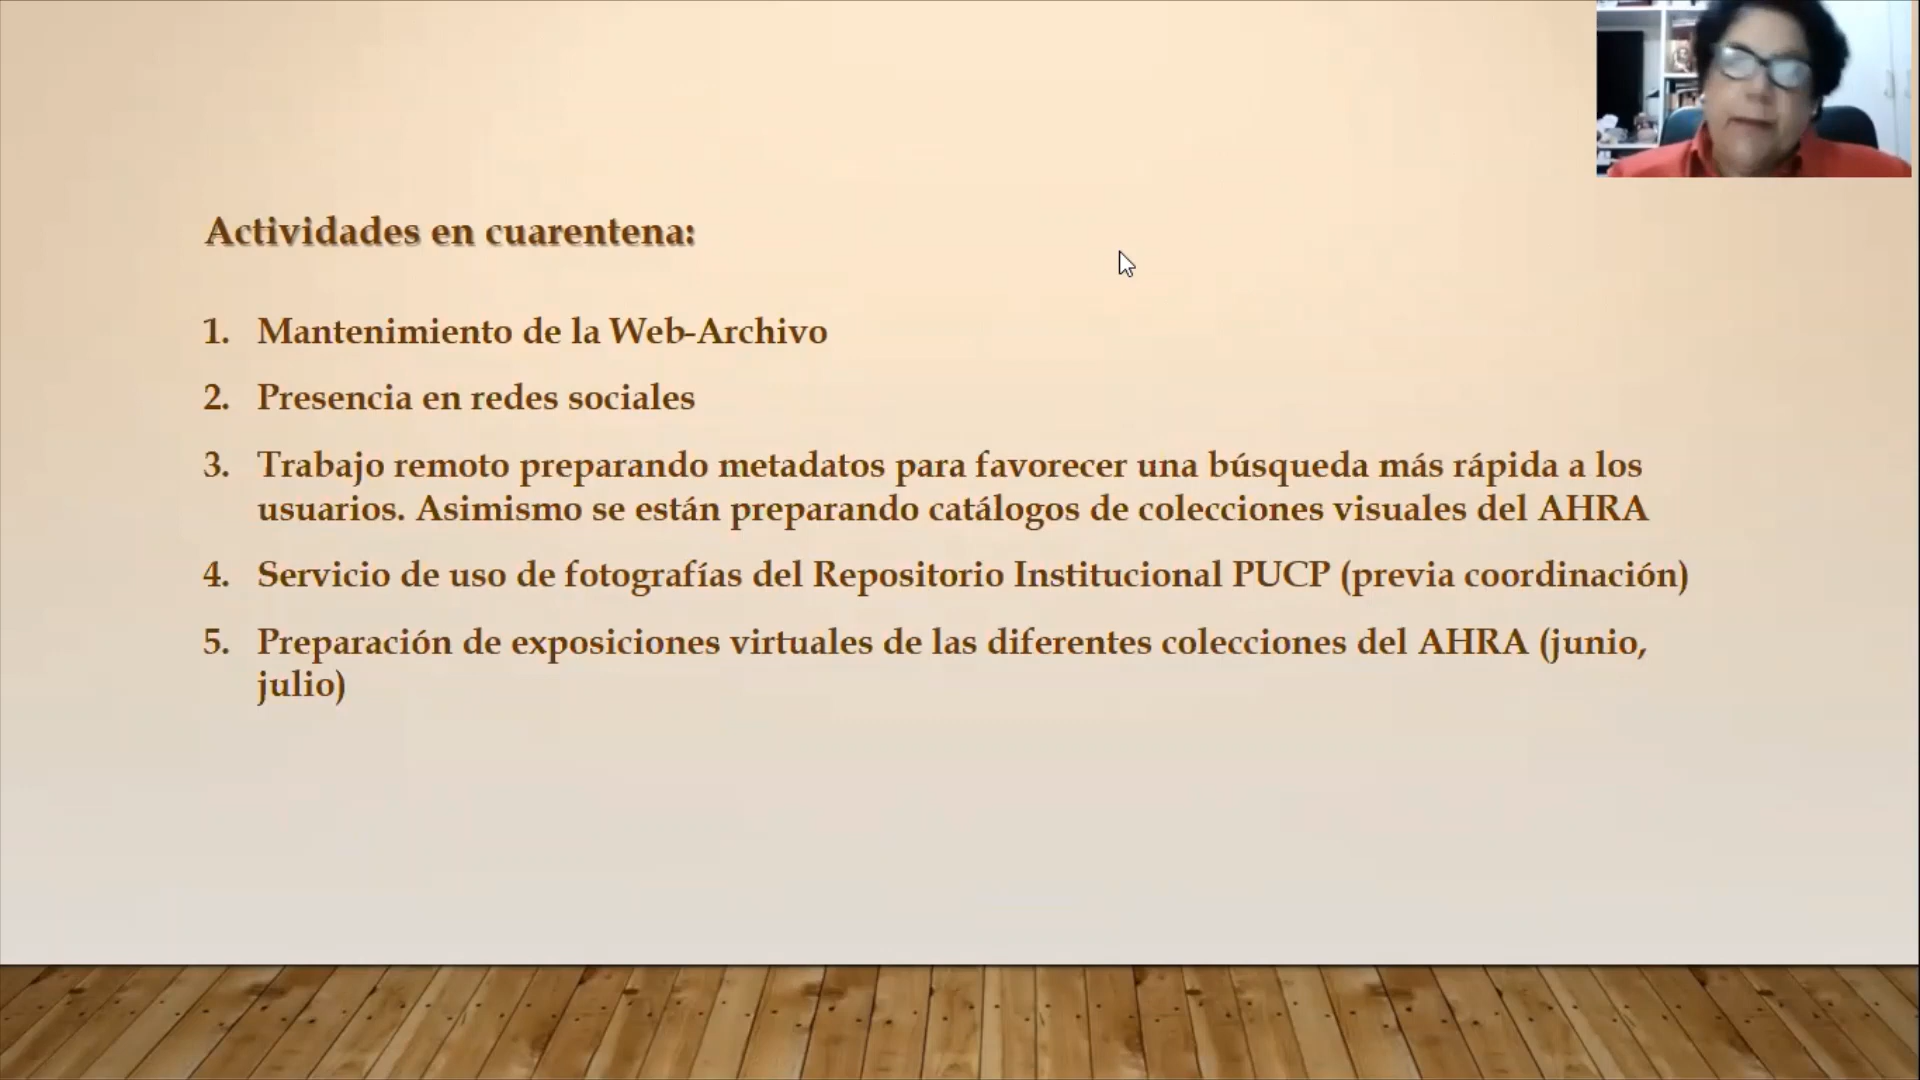 Actividades en cuarentena:
1. Mantenimiento de la Web-Archivo
2. Presencia en redes sociales
3. Trabajo remoto preparando metadatos para favorecer una búsqueda más rápida a los
usuarios. Asimismo se están preparando catálogos de colecciones visuales del AHRA
4. Servicio de uso de fotografías del Repositorio Institucional PUCP (previa coordinación)
5. Preparación de exposiciones virtuales de las diferentes colecciones del AHRA (junio,
julio)